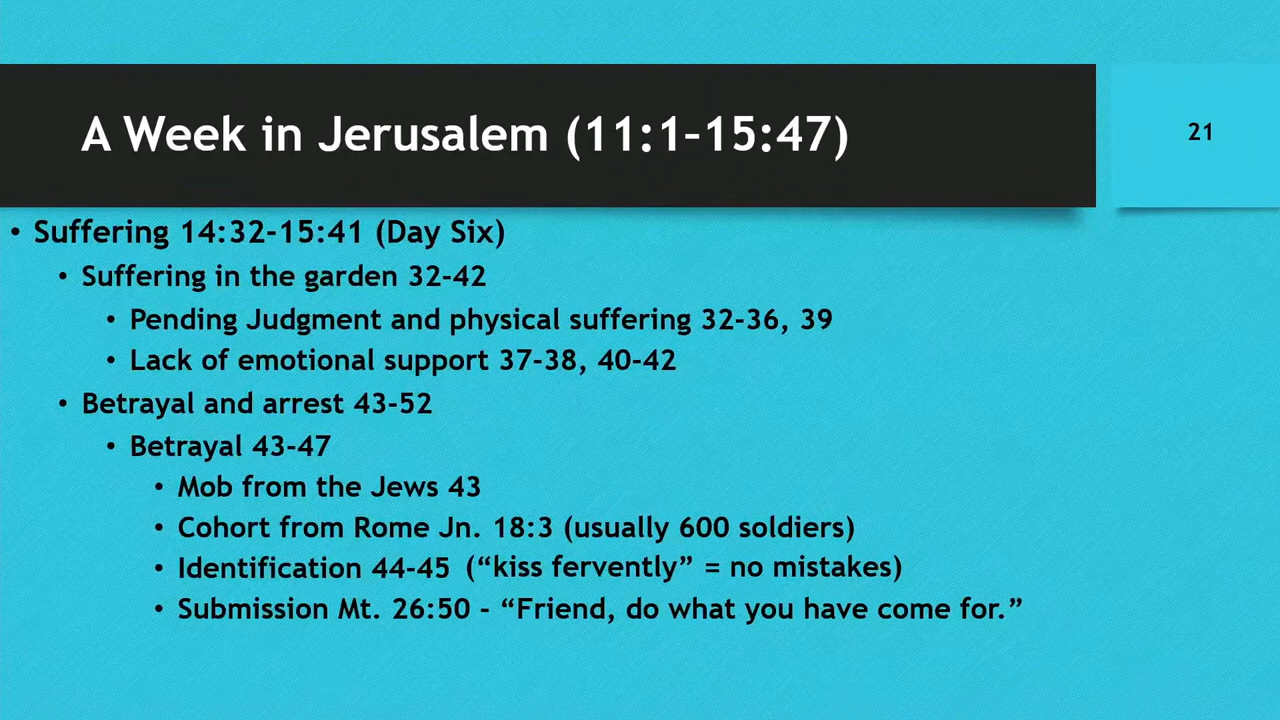 A Week in Jerusalem (11:1–15:47)
21
• Suffering 14:32-15:41 (Day Six)
• Suffering in the garden 32-42
• Pending Judgment and physical suffering 32-36, 39
• Lack of emotional support 37-38, 40-42
• Betrayal and arrest 43-52
• Betrayal 43-47
• Mob from the Jews 43
• Cohort from Rome Jn. 18:3 (usually 600 soldiers)
• Identification 44-45 (“kiss fervently” = no mistakes)
• Submission Mt. 26:50 - “Friend, do what you have come for.”